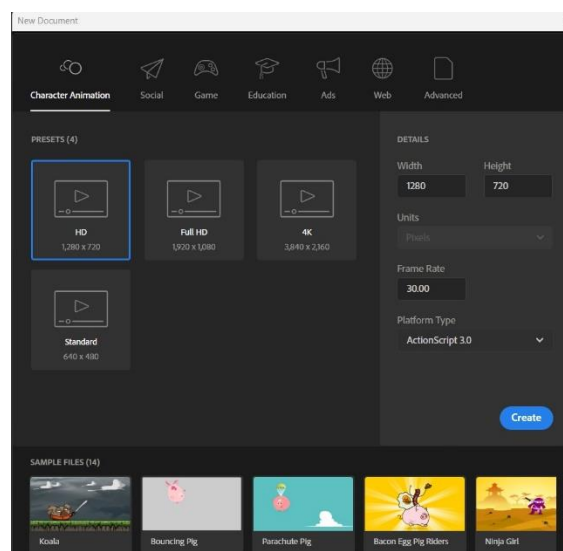 New Document
Character Animation
Social
Game
Education
Ads
Web
Advanced
PRESETS (4)
HD
1,280 x 720
Full HD
1,920 x 1,080
4K
3,840 x 2,160
Standard
640 x 480
DETAILS
Width
Height
1280
720
Units
Pixels
Frame Rate
30.00
Platform Type
ActionScript 3.0
Create
SAMPLE FILES (14)
Koala
Bouncing Pig
Parachute Pig
Bacon Egg Pig Riders
Ninja Girl